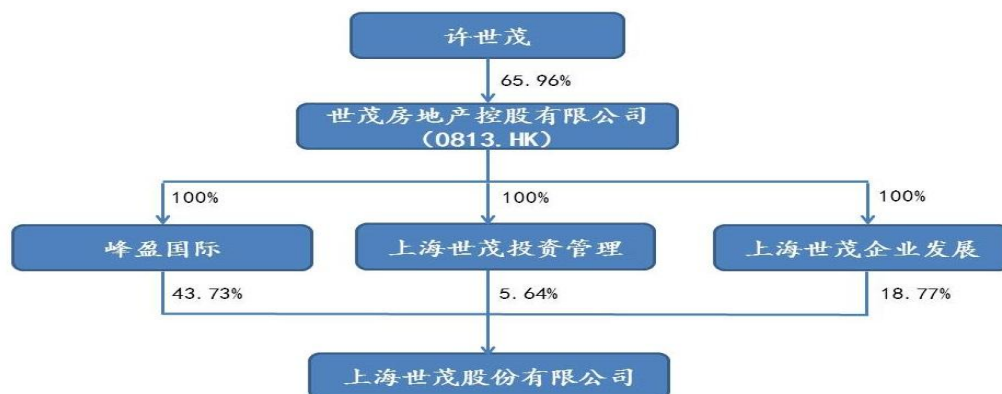 许世茂
65.96%
世茂房地产控股有限公司
（0813.HK）
100%
100%
100%
峰盈国际
上海世茂投资管理
上海世茂企业发展
43.73%
5.64%
18.77%
上海世茂股份有限公司